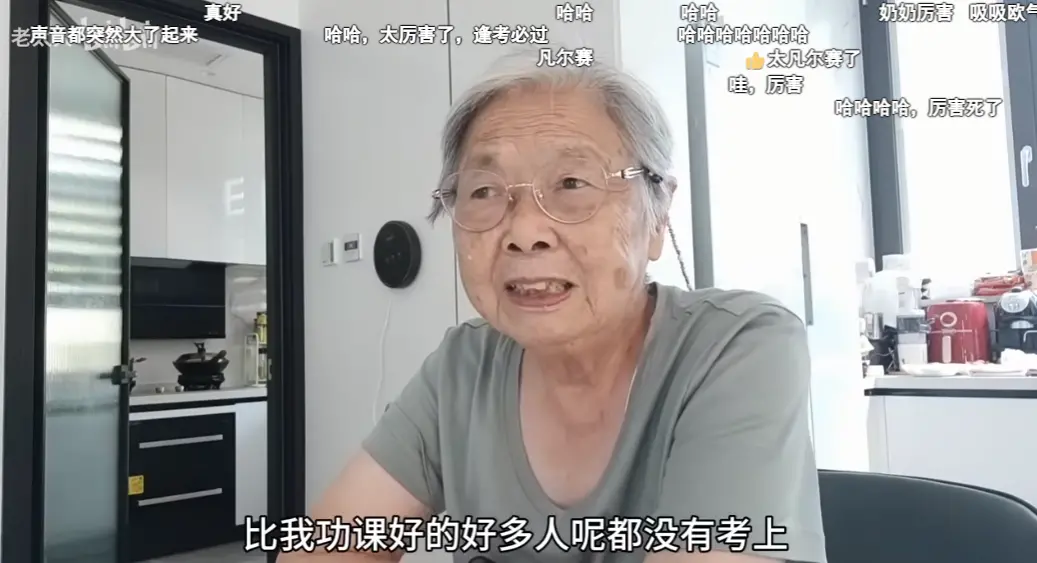 真好
哈哈
哈哈
奶奶厉害
吸吸欧气
声音都突然大了起来
哈哈，太厉害了，逢考必过
哈哈哈哈哈哈哈
凡尔赛
👍太凡尔赛了
哇，厉害
哈哈哈哈，厉害死了
E
比我功课好的好多人呢都没有考上